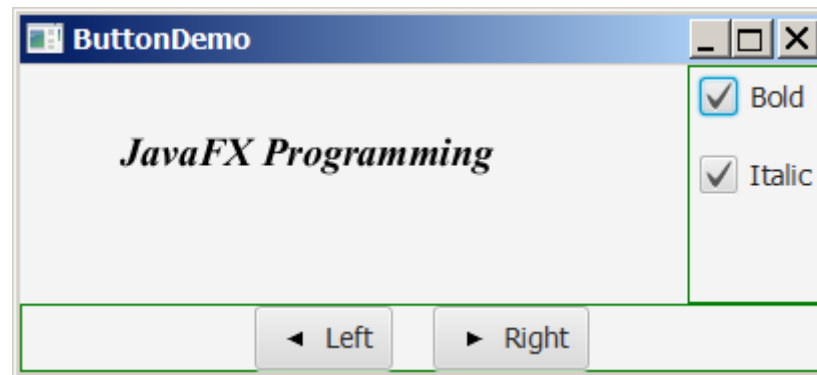 ButtonDemo
Bold
JavaFX Programming
Italic
Left Right